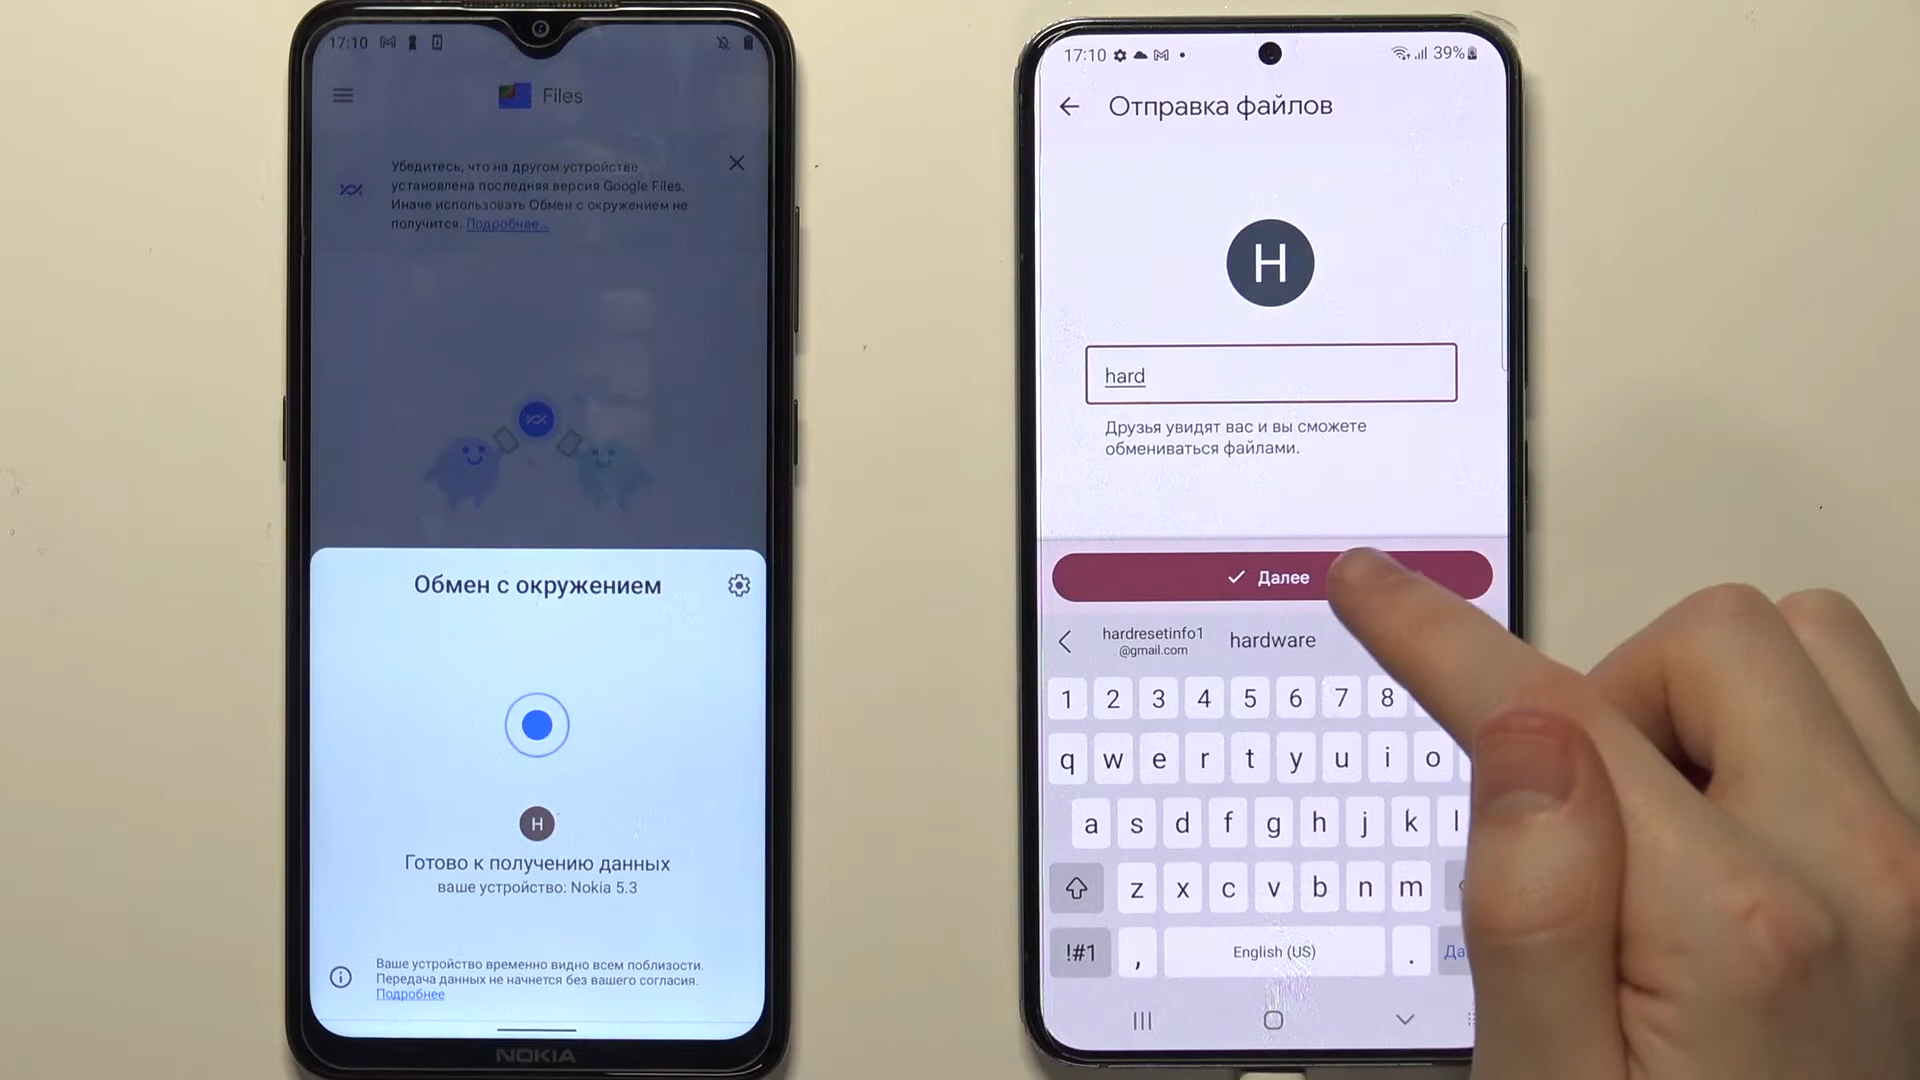 17:10
Files
Убедитесь, что на другом устройстве
установлена последняя версия Google Files.
Иначе использовать Обмен с окружением не
получится. Подробнее...
Обмен с окружением
H
Готово к получению данных
ваше устройство: Nokia 5.3
Ваше устройство временно видно всем поблизости.
Передача данных не начнется без вашего согласия.
Подробнее
NOKIA
17:10
39%
Отправка файлов
H
hard
Друзья увидят вас и вы сможете
обмениваться файлами.
Далее
hardresetinfo1
@gmail.com
hardware
1 2 3 4 5 6 7 8
q w e r t y u i o
a s d f g h j k l
z x c v b n m
!#1 , English (US) .